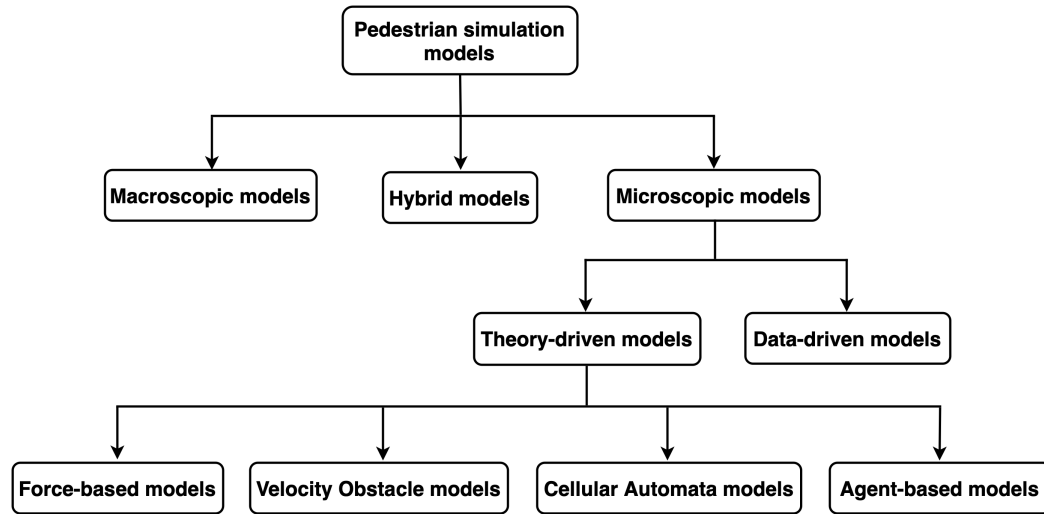 Pedestrian simulation
models
Macroscopic models
Hybrid models
Microscopic models
Theory-driven models
Data-driven models
Force-based models
Velocity Obstacle models
Cellular Automata models
Agent-based models